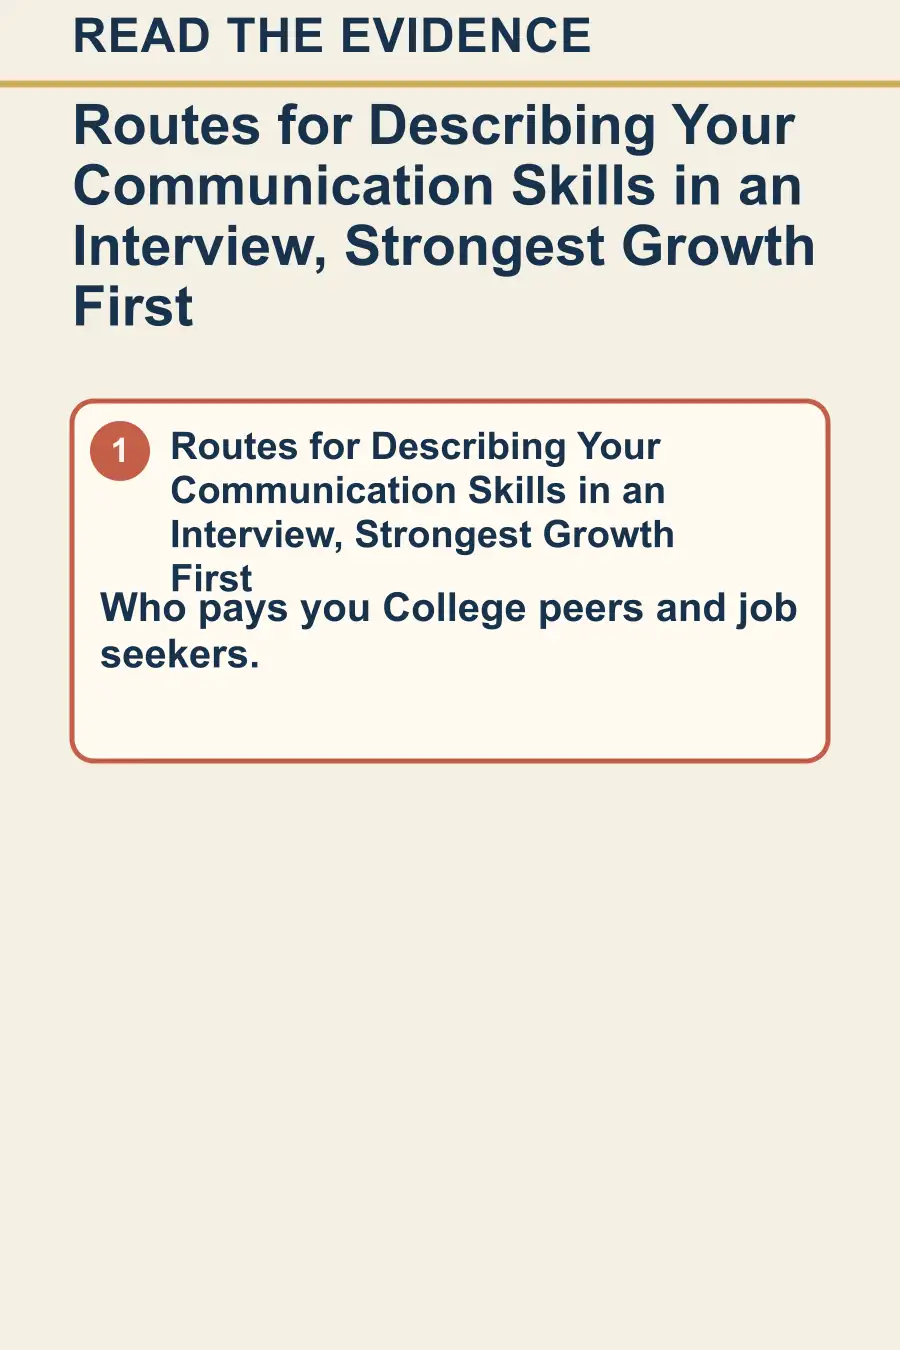 READ THE EVIDENCE
Routes for Describing Your
Communication Skills in an
Interview, Strongest Growth
First
1
Routes for Describing Your
Communication Skills in an
Interview, Strongest Growth
First
Who pays you College peers and job
seekers.